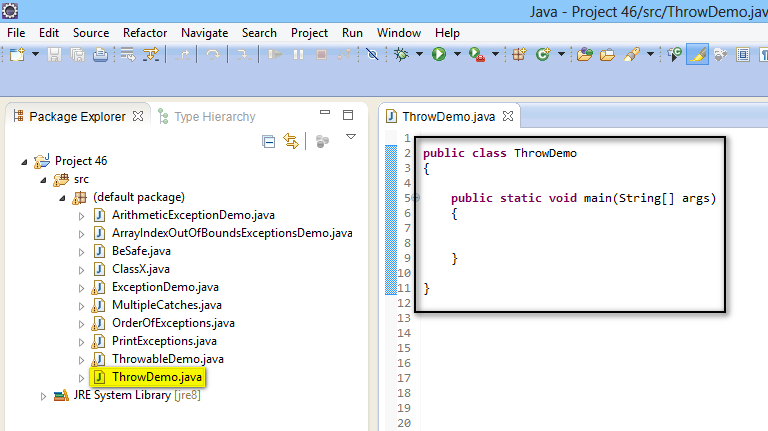 Java - Project 46/src/ThrowDemo.jav
File Edit Source Refactor Navigate Search Project Run Window Help
Package Explorer Type Hierarchy
Project 46
src
(default package)
ArithmeticExceptionDemo.java
ArrayIndexOutOfBoundsExceptionsDemo.java
BeSafe.java
ClassX.java
ExceptionDemo.java
MultipleCatches.java
OrderOfExceptions.java
PrintExceptions.java
ThrowableDemo.java
ThrowDemo.java
JRE System Library [jre8]
ThrowDemo.java
1
2 public class ThrowDemo
3 {
4
5 public static void main(String[] args)
6 {
7
8
9 }
10
11 }
12
13
14
15
16
17
18
19
20